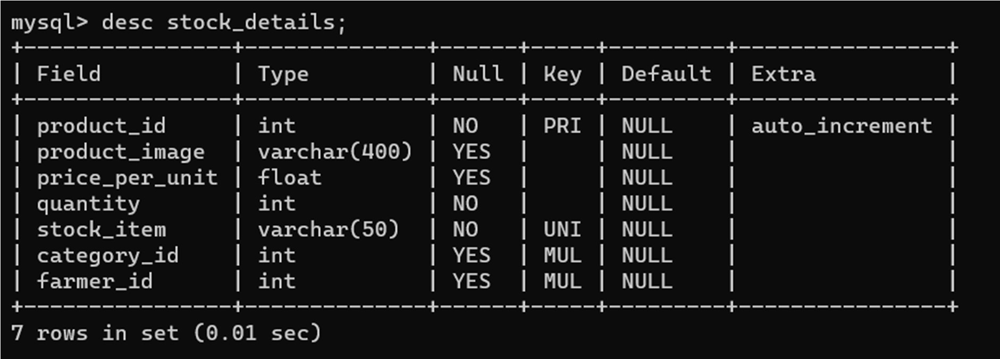 mysql> desc stock_details;
+----------------+--------------+------+-----+---------+----------------+
| Field          | Type         | Null | Key | Default | Extra          |
+----------------+--------------+------+-----+---------+----------------+
| product_id     | int          | NO   | PRI | NULL    | auto_increment |
| product_image  | varchar(400) | YES  |     | NULL    |                |
| price_per_unit | float        | YES  |     | NULL    |                |
| quantity       | int          | NO   |     | NULL    |                |
| stock_item     | varchar(50)  | NO   | UNI | NULL    |                |
| category_id    | int          | YES  | MUL | NULL    |                |
| farmer_id      | int          | YES  | MUL | NULL    |                |
+----------------+--------------+------+-----+---------+----------------+
7 rows in set (0.01 sec)